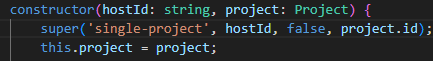 constructor(hostId: string, project: Project) {
super('single-project', hostId, false, project.id);
this.project = project;